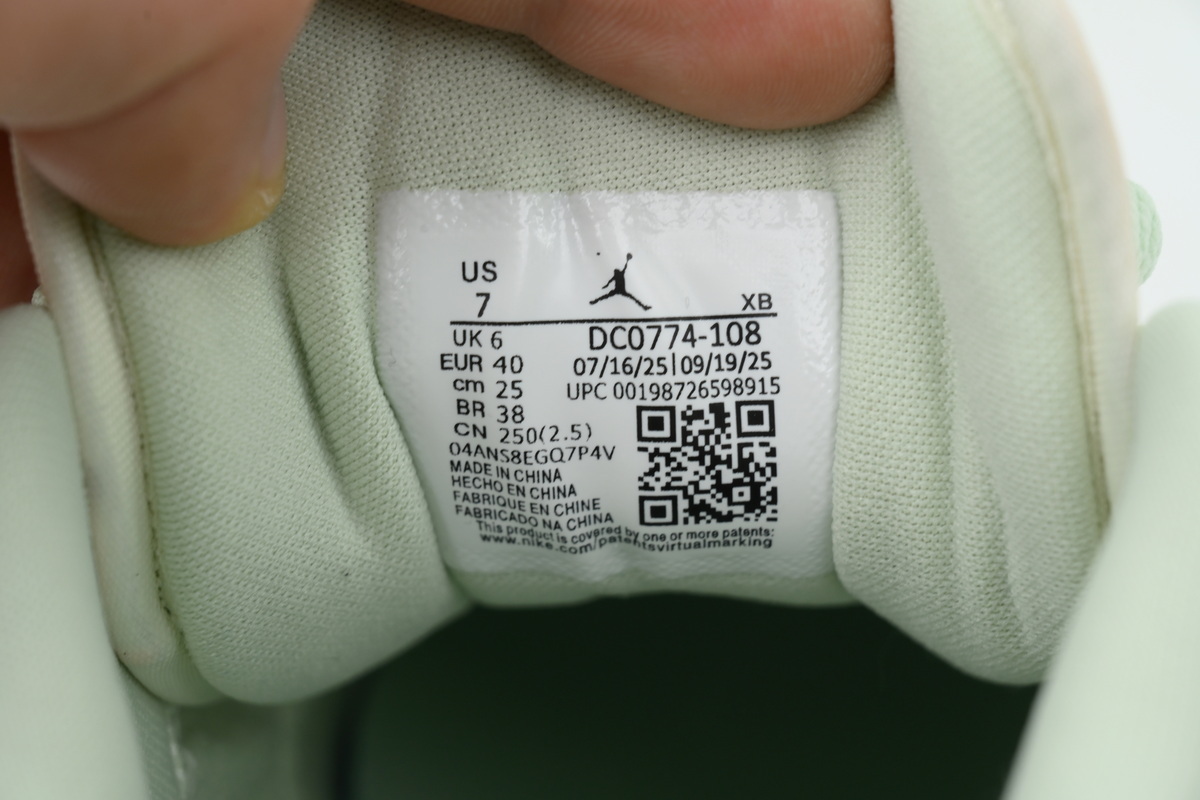 US
7 XB
UK 6 DC0774-108
EUR 40 07/16/25|09/19/25
cm 25 UPC 00198726598915
BR 38
CN 250(2.5)
04ANS8EGQ7P4V
MADE IN CHINA
HECHO EN CHINA
FABRIQUE EN CHINE
FABRICADO NA CHINA
This product is covered by one or more patents:
www.nike.com/patentsvirtualmarking